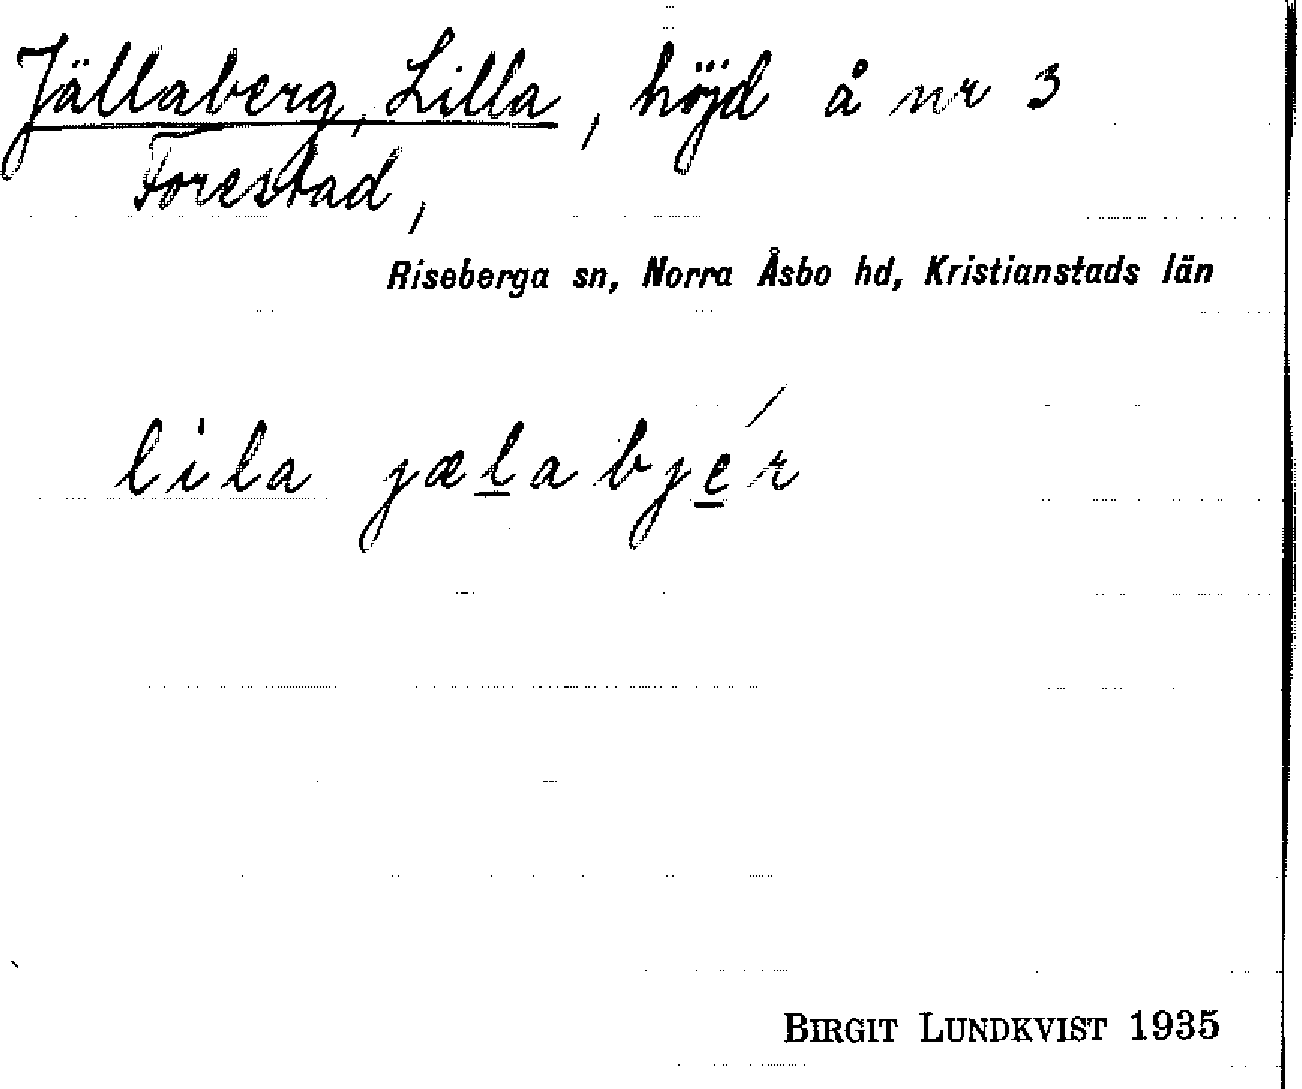 Jällaberg, Lilla, höjd å nr 3
Forestad,
Riseberga sn, Norra Åsbo hd, Kristianstads län
lila jælabjér
BIRGIT LUNDKVIST 1935